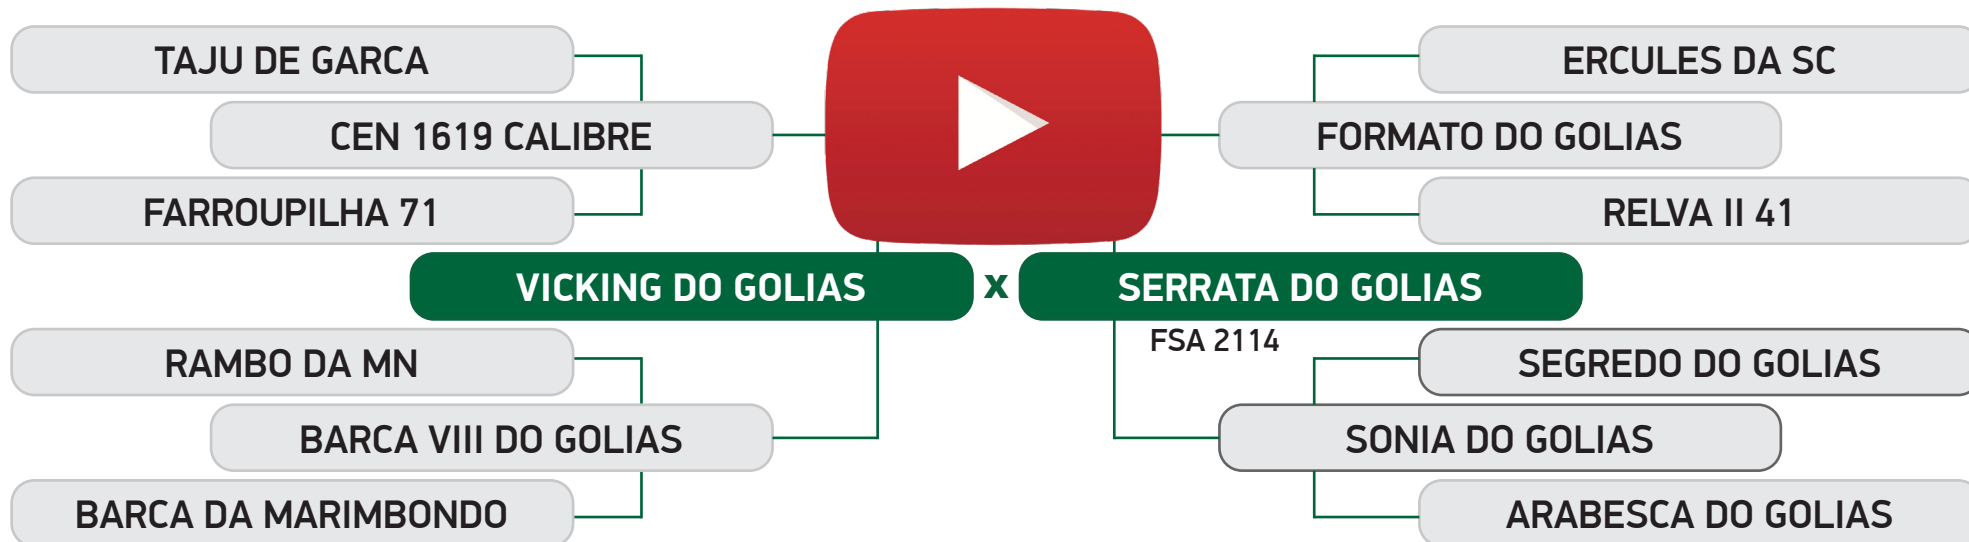 TAJU DE GARCA
ERCULES DA SC
CEN 1619 CALIBRE
FORMATO DO GOLIAS
FARROUPILHA 71
RELVA II 41
VICKING DO GOLIAS x SERRATA DO GOLIAS
FSA 2114
RAMBO DA MN
SEGREDO DO GOLIAS
BARCA VIII DO GOLIAS
SONIA DO GOLIAS
BARCA DA MARIMBONDO
ARABESCA DO GOLIAS